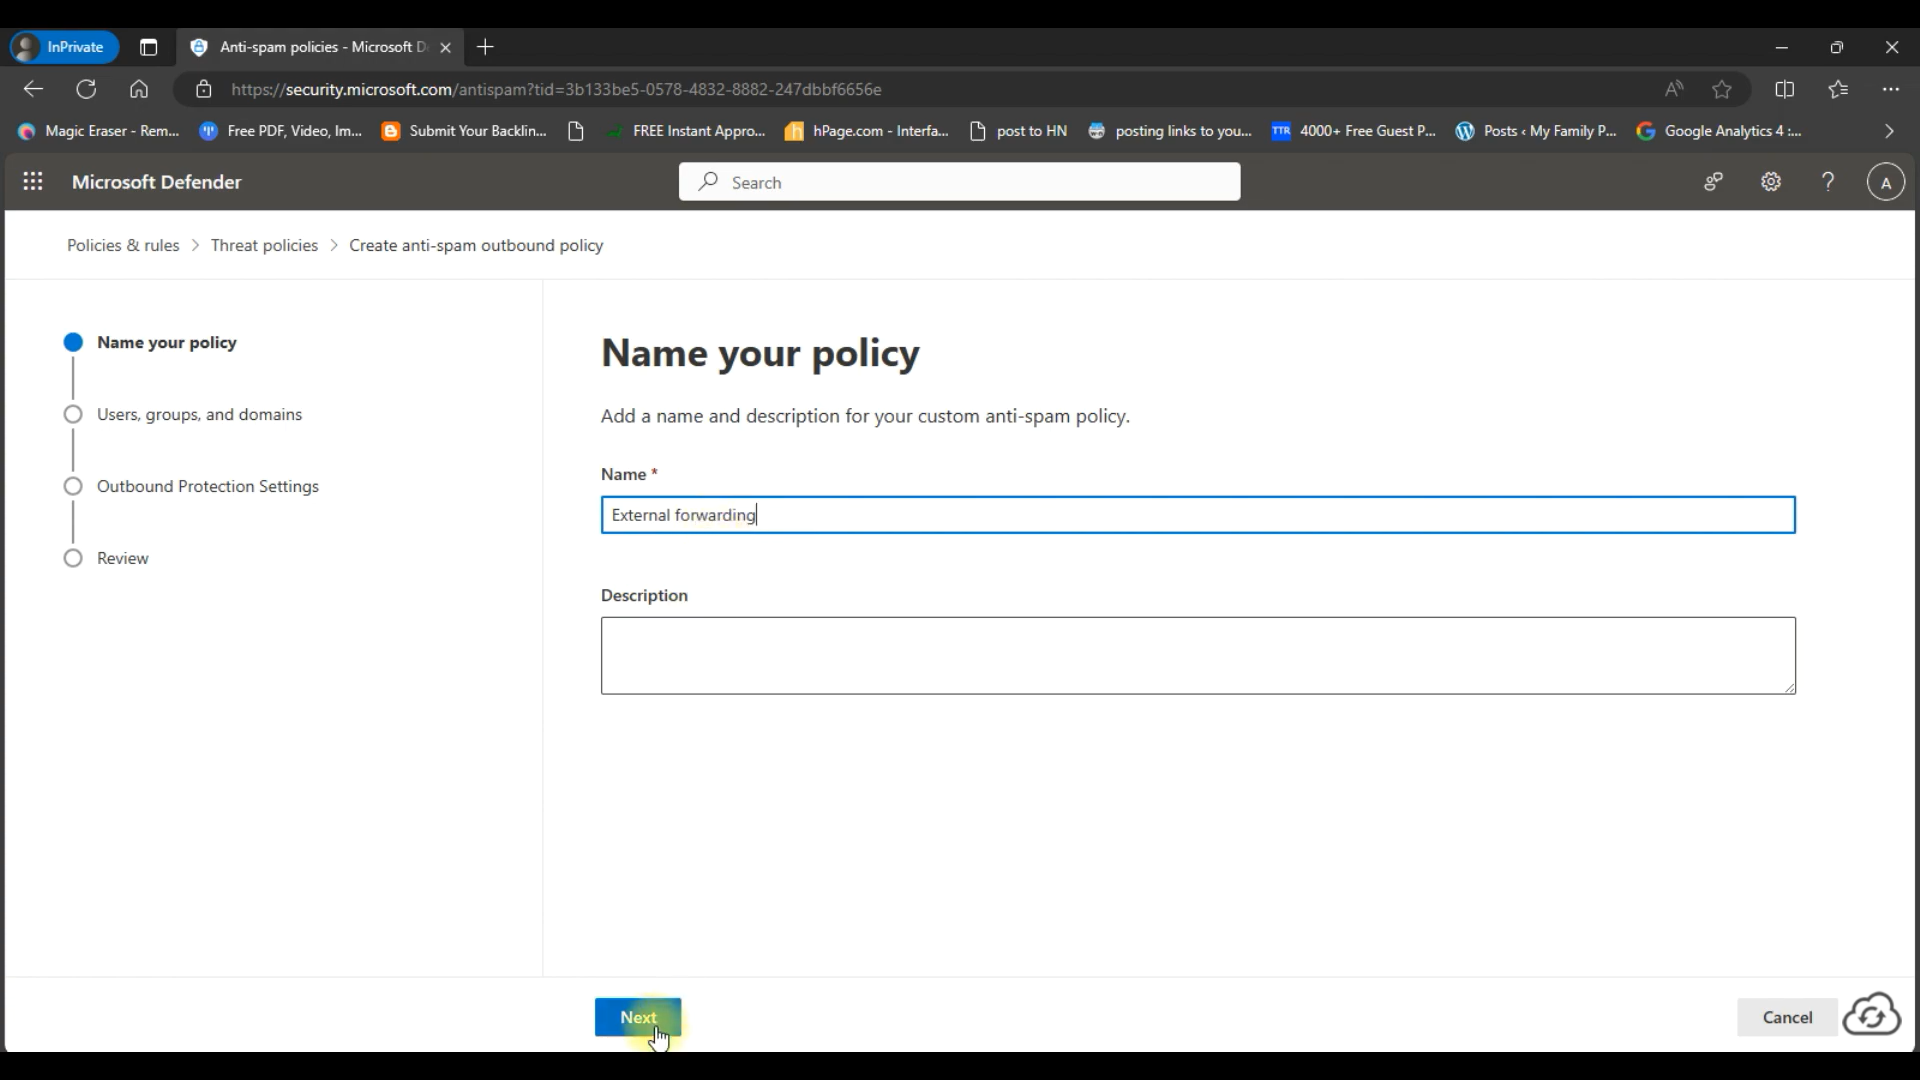 InPrivate
Anti-spam policies - Microsoft D
https://security.microsoft.com/antispam?tid=3b133be5-0578-4832-8882-247dbbf6656e
Magic Eraser - Rem...
Free PDF, Video, Im...
Submit Your Backlin...
FREE Instant Appro...
hPage.com - Interfa...
post to HN
posting links to you...
TTR 4000+ Free Guest P...
Posts ‹ My Family P...
Google Analytics 4 :...
Microsoft Defender
Search
A
Policies & rules > Threat policies > Create anti-spam outbound policy
Name your policy
Users, groups, and domains
Outbound Protection Settings
Review
Name your policy
Add a name and description for your custom anti-spam policy.
Name *
External forwarding
Description
Next
Cancel